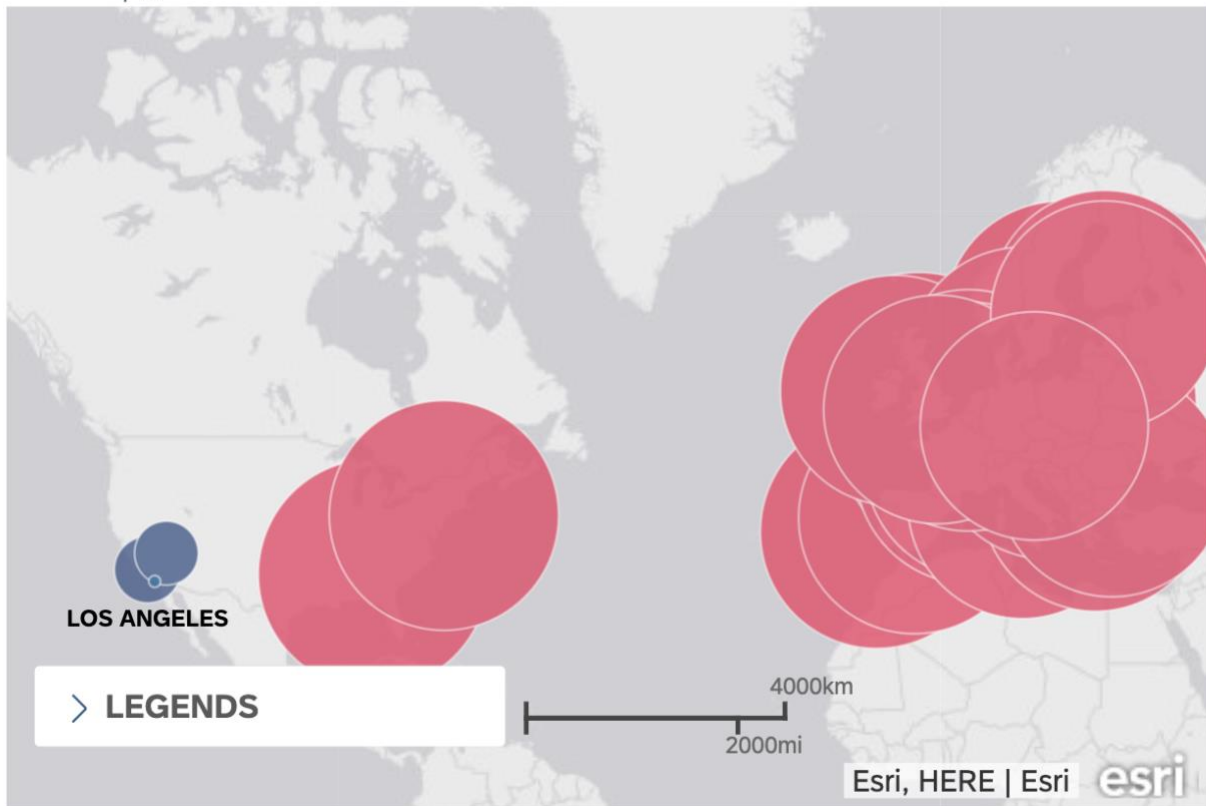 LOS ANGELES
LEGENDS
4000km
2000mi
Esri, HERE | Esri
esri